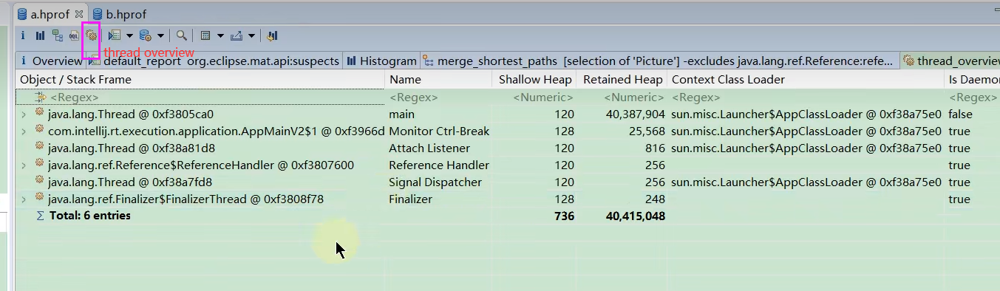 a.hprof b.hprof
i OQL
thread overview
i Overview default_report org.eclipse.mat.api:suspects Histogram merge_shortest_paths [selection of 'Picture'] -excludes java.lang.ref.Reference:refe... thread_overview
Object / Stack Frame Name Shallow Heap Retained Heap Context Class Loader Is Daemon
<Regex> <Regex> <Numeric> <Numeric> <Regex> <Regex>
java.lang.Thread @ 0xf3805ca0 main 120 40,387,904 sun.misc.Launcher$AppClassLoader @ 0xf38a75e0 false
com.intellij.rt.execution.application.AppMainV2$1 @ 0xf3966d Monitor Ctrl-Break 128 25,568 sun.misc.Launcher$AppClassLoader @ 0xf38a75e0 true
java.lang.Thread @ 0xf38a81d8 Attach Listener 120 816 sun.misc.Launcher$AppClassLoader @ 0xf38a75e0 true
java.lang.ref.Reference$ReferenceHandler @ 0xf3807600 Reference Handler 120 256 true
java.lang.Thread @ 0xf38a7fd8 Signal Dispatcher 120 256 sun.misc.Launcher$AppClassLoader @ 0xf38a75e0 true
java.lang.ref.Finalizer$FinalizerThread @ 0xf3808f78 Finalizer 128 248 true
Σ Total: 6 entries 736 40,415,048